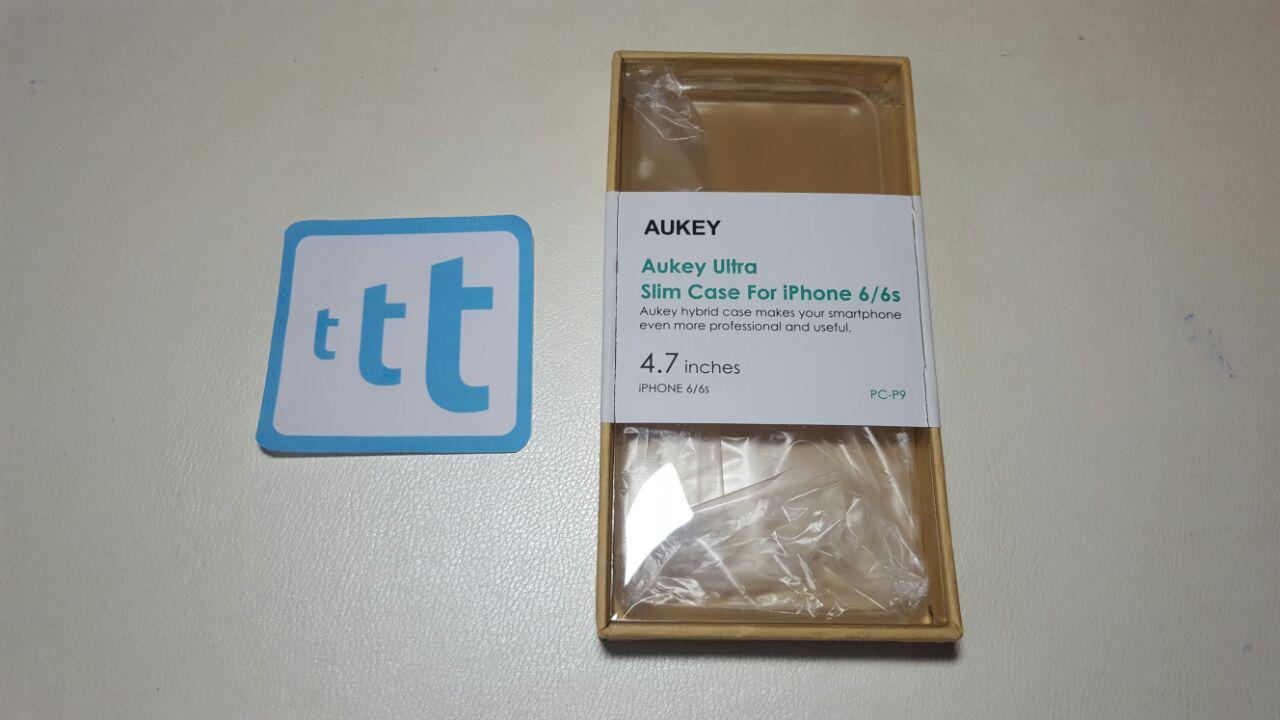 ttt
AUKEY
Aukey Ultra
Slim Case For iPhone 6/6s
Aukey hybrid case makes your smartphone
even more professional and useful.
4.7 inches
iPHONE 6/6s
PC-P9